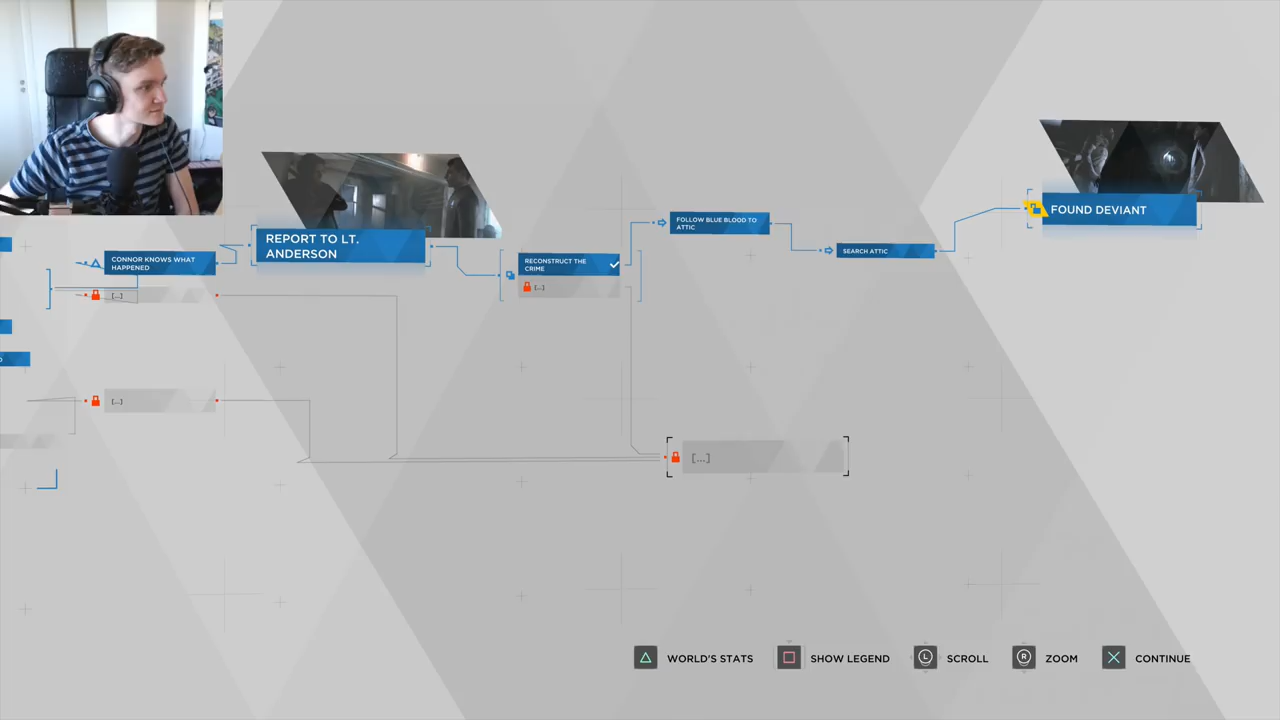 CONNOR KNOWS WHAT
HAPPENED
[...]
[...]
REPORT TO LT.
ANDERSON
RECONSTRUCT THE
CRIME
[...]
FOLLOW BLUE BLOOD TO
ATTIC
SEARCH ATTIC
FOUND DEVIANT
[...]
WORLD'S STATS
SHOW LEGEND
L
SCROLL
R
ZOOM
CONTINUE